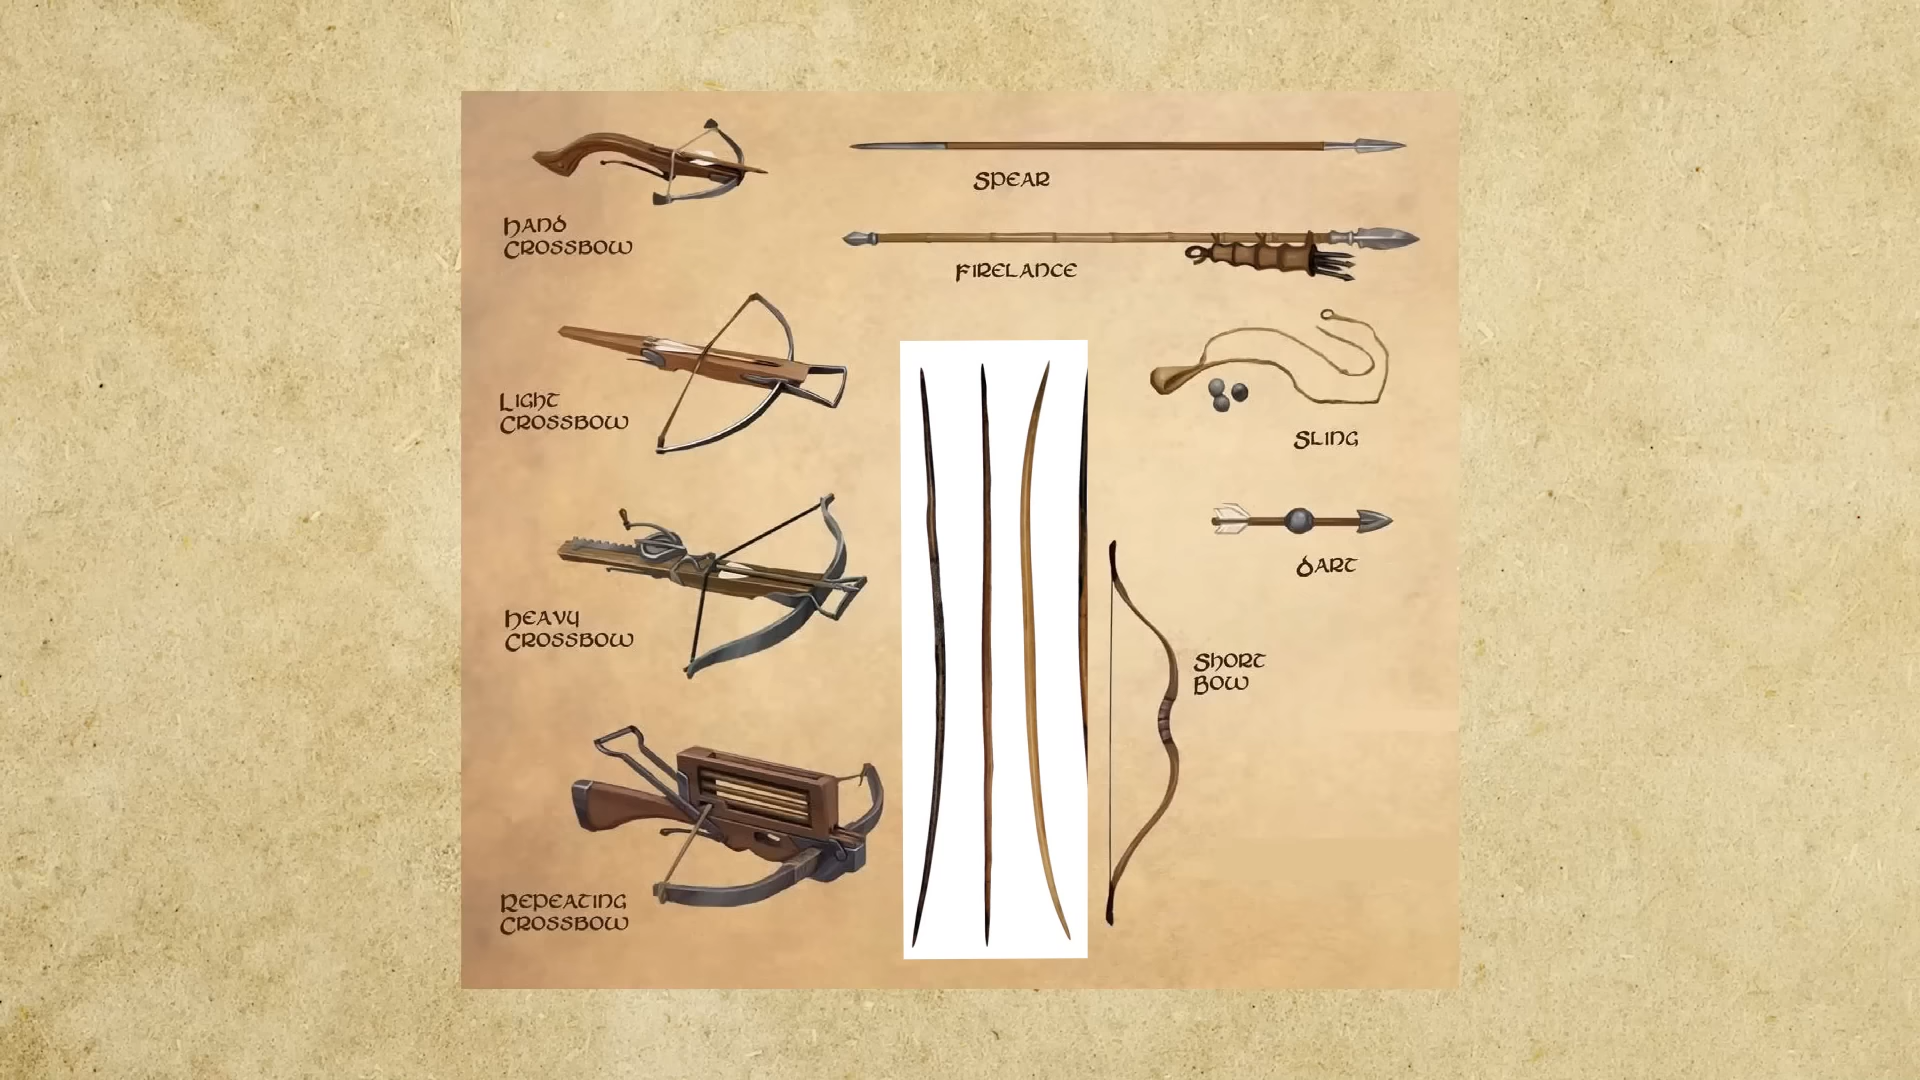 Hand
Crossbow
Spear
Firelance
Light
Crossbow
Sling
Heavy
Crossbow
Dart
Short
Bow
Repeating
Crossbow